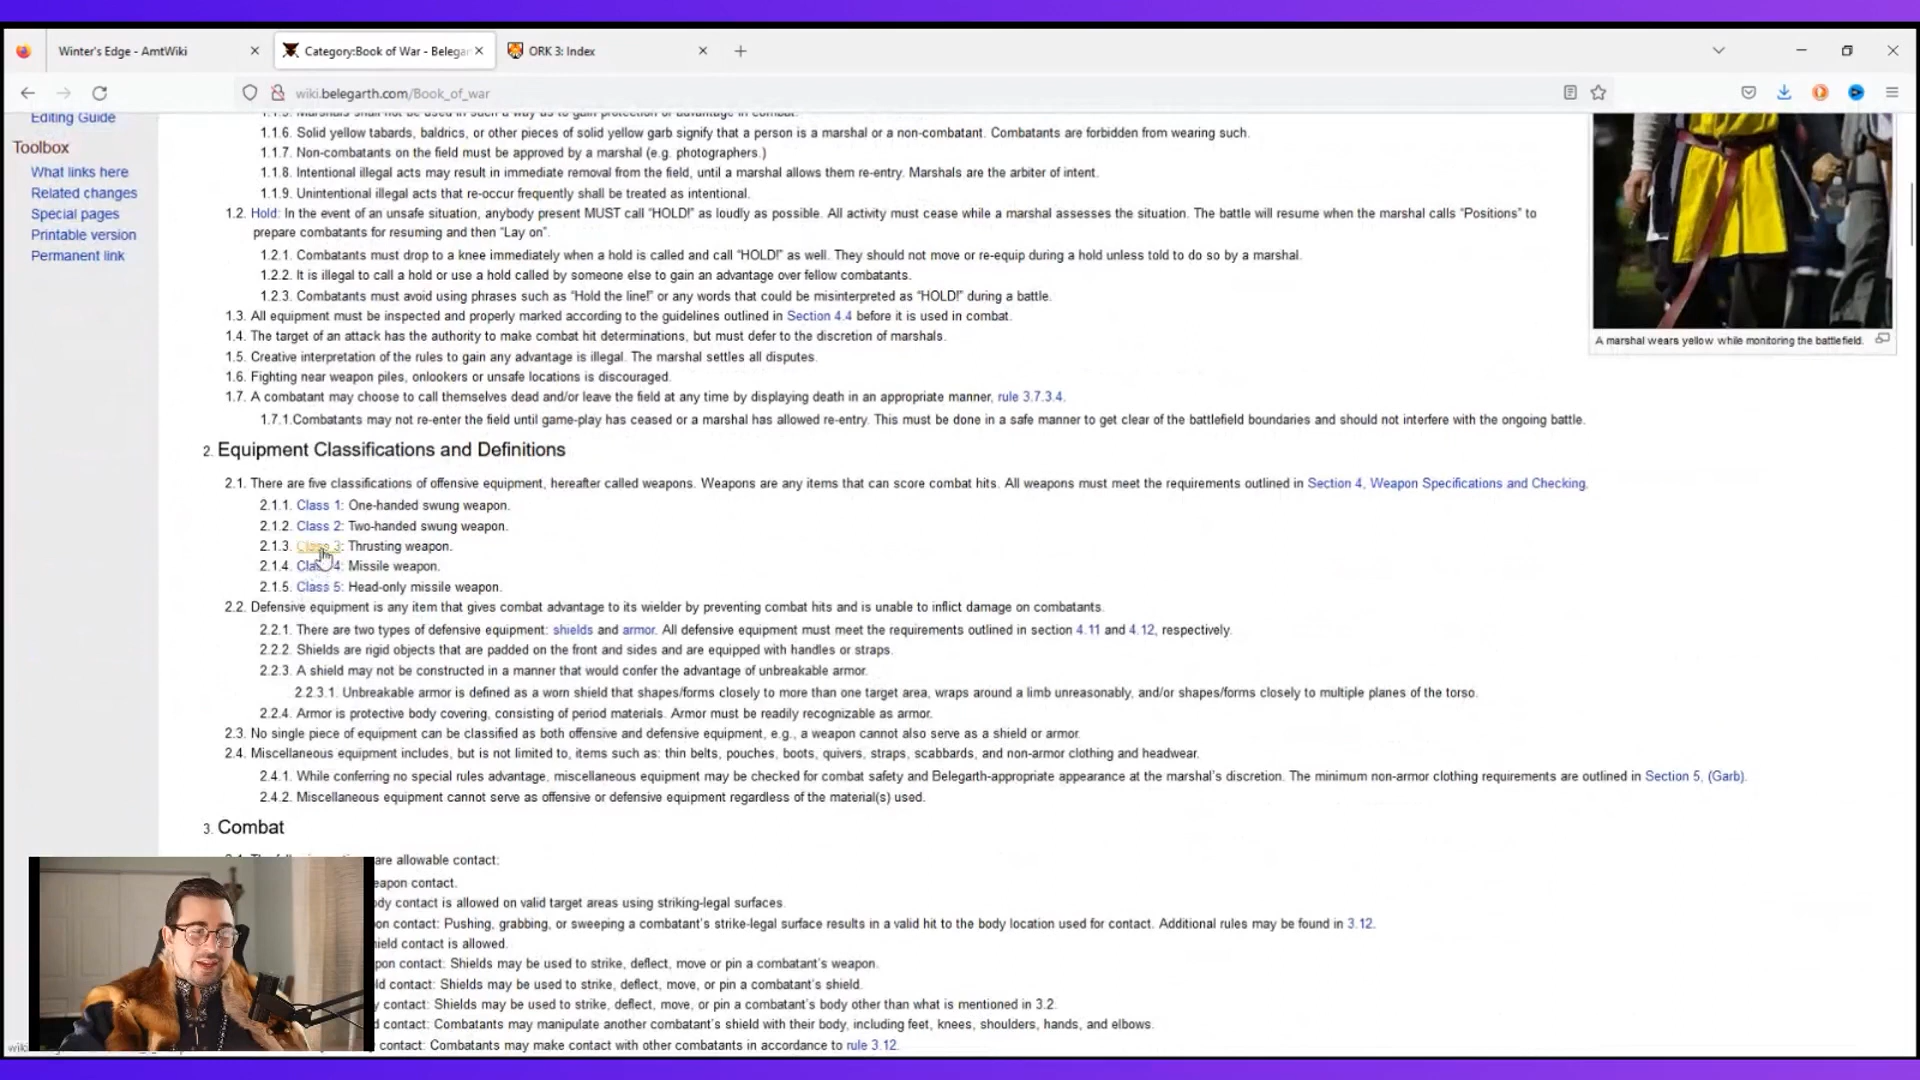 Winter's Edge - AmtWiki
Category:Book of War - Belegar
ORK 3: Index
wiki.belegarth.com/Book_of_war
Editing Guide
Toolbox
What links here
Related changes
Special pages
Printable version
Permanent link
1.1.5. Marshals shall not be used in such a way as to gain protection or advantage in combat.
1.1.6. Solid yellow tabards, baldrics, or other pieces of solid yellow garb signify that a person is a marshal or a non-combatant. Combatants are forbidden from wearing such.
1.1.7. Non-combatants on the field must be approved by a marshal (e.g. photographers.)
1.1.8. Intentional illegal acts may result in immediate removal from the field, until a marshal allows them re-entry. Marshals are the arbiter of intent.
1.1.9. Unintentional illegal acts that re-occur frequently shall be treated as intentional.
1.2. Hold: In the event of an unsafe situation, anybody present MUST call “HOLD!” as loudly as possible. All activity must cease while a marshal assesses the situation. The battle will resume when the marshal calls “Positions” to
prepare combatants for resuming and then “Lay on”.
1.2.1. Combatants must drop to a knee immediately when a hold is called and call “HOLD!” as well. They should not move or re-equip during a hold unless told to do so by a marshal.
1.2.2. It is illegal to call a hold or use a hold called by someone else to gain an advantage over fellow combatants.
1.2.3. Combatants must avoid using phrases such as “Hold the line!” or any words that could be misinterpreted as “HOLD!” during a battle.
1.3. All equipment must be inspected and properly marked according to the guidelines outlined in Section 4.4 before it is used in combat.
1.4. The target of an attack has the authority to make combat hit determinations, but must defer to the discretion of marshals.
1.5. Creative interpretation of the rules to gain any advantage is illegal. The marshal settles all disputes.
1.6. Fighting near weapon piles, onlookers or unsafe locations is discouraged.
1.7. A combatant may choose to call themselves dead and/or leave the field at any time by displaying death in an appropriate manner, rule 3.7.3.4.
1.7.1.Combatants may not re-enter the field until game-play has ceased or a marshal has allowed re-entry. This must be done in a safe manner to get clear of the battlefield boundaries and should not interfere with the ongoing battle.
A marshal wears yellow while monitoring the battlefield.
2. Equipment Classifications and Definitions
2.1. There are five classifications of offensive equipment, hereafter called weapons. Weapons are any items that can score combat hits. All weapons must meet the requirements outlined in Section 4, Weapon Specifications and Checking.
2.1.1. Class 1: One-handed swung weapon.
2.1.2. Class 2: Two-handed swung weapon.
2.1.3. Class 3: Thrusting weapon.
2.1.4. Class 4: Missile weapon.
2.1.5. Class 5: Head-only missile weapon.
2.2. Defensive equipment is any item that gives combat advantage to its wielder by preventing combat hits and is unable to inflict damage on combatants.
2.2.1. There are two types of defensive equipment: shields and armor. All defensive equipment must meet the requirements outlined in section 4.11 and 4.12, respectively.
2.2.2. Shields are rigid objects that are padded on the front and sides and are equipped with handles or straps.
2.2.3. A shield may not be constructed in a manner that would confer the advantage of unbreakable armor.
2.2.3.1. Unbreakable armor is defined as a worn shield that shapes/forms closely to more than one target area, wraps around a limb unreasonably, and/or shapes/forms closely to multiple planes of the torso.
2.2.4. Armor is protective body covering, consisting of period materials. Armor must be readily recognizable as armor.
2.3. No single piece of equipment can be classified as both offensive and defensive equipment, e.g., a weapon cannot also serve as a shield or armor.
2.4. Miscellaneous equipment includes, but is not limited to, items such as: thin belts, pouches, boots, quivers, straps, scabbards, and non-armor clothing and headwear.
2.4.1. While conferring no special rules advantage, miscellaneous equipment may be checked for combat safety and Belegarth-appropriate appearance at the marshal's discretion. The minimum non-armor clothing requirements are outlined in Section 5, (Garb).
2.4.2. Miscellaneous equipment cannot serve as offensive or defensive equipment regardless of the material(s) used.
3. Combat
are allowable contact:
eapon contact.
ody contact is allowed on valid target areas using striking-legal surfaces.
pon contact: Pushing, grabbing, or sweeping a combatant's strike-legal surface results in a valid hit to the body location used for contact. Additional rules may be found in 3.12.
hield contact is allowed.
pon contact: Shields may be used to strike, deflect, move or pin a combatant's weapon.
ld contact: Shields may be used to strike, deflect, move, or pin a combatant's shield.
y contact: Shields may be used to strike, deflect, move, or pin a combatant's body other than what is mentioned in 3.2.
d contact: Combatants may manipulate another combatant's shield with their body, including feet, knees, shoulders, hands, and elbows.
y contact: Combatants may make contact with other combatants in accordance to rule 3.12.